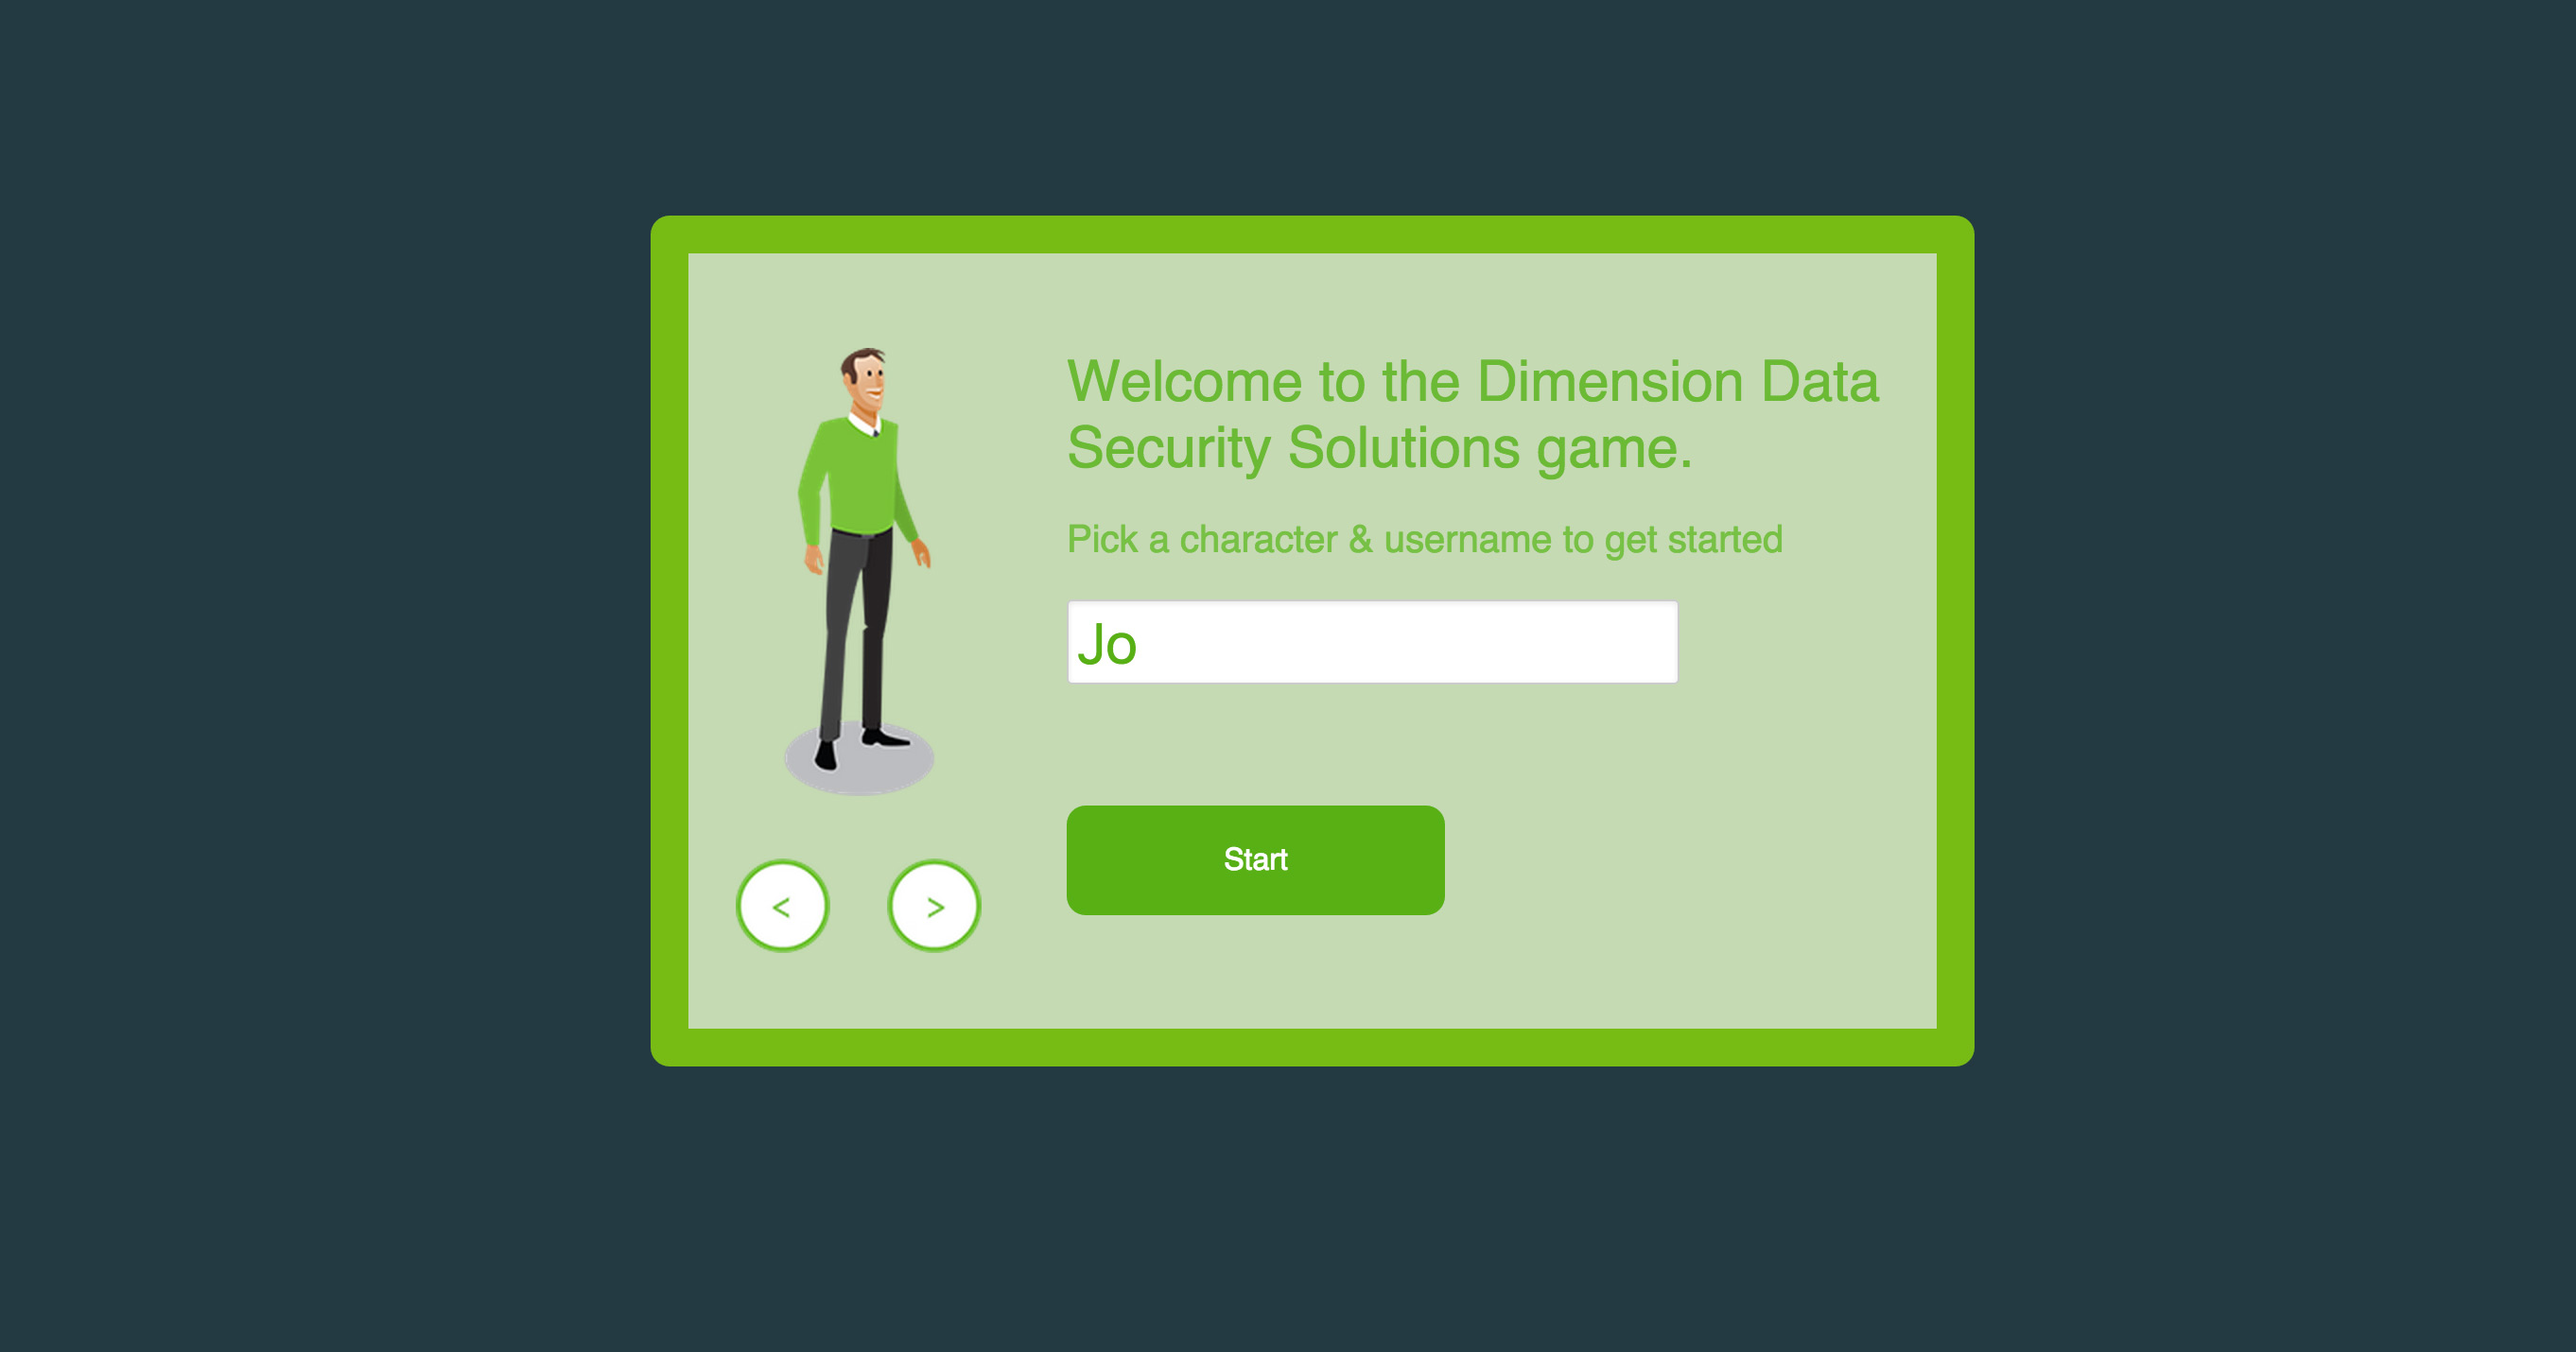 Welcome to the Dimension Data
Security Solutions game.
Pick a character & username to get started
Jo
Start
< >